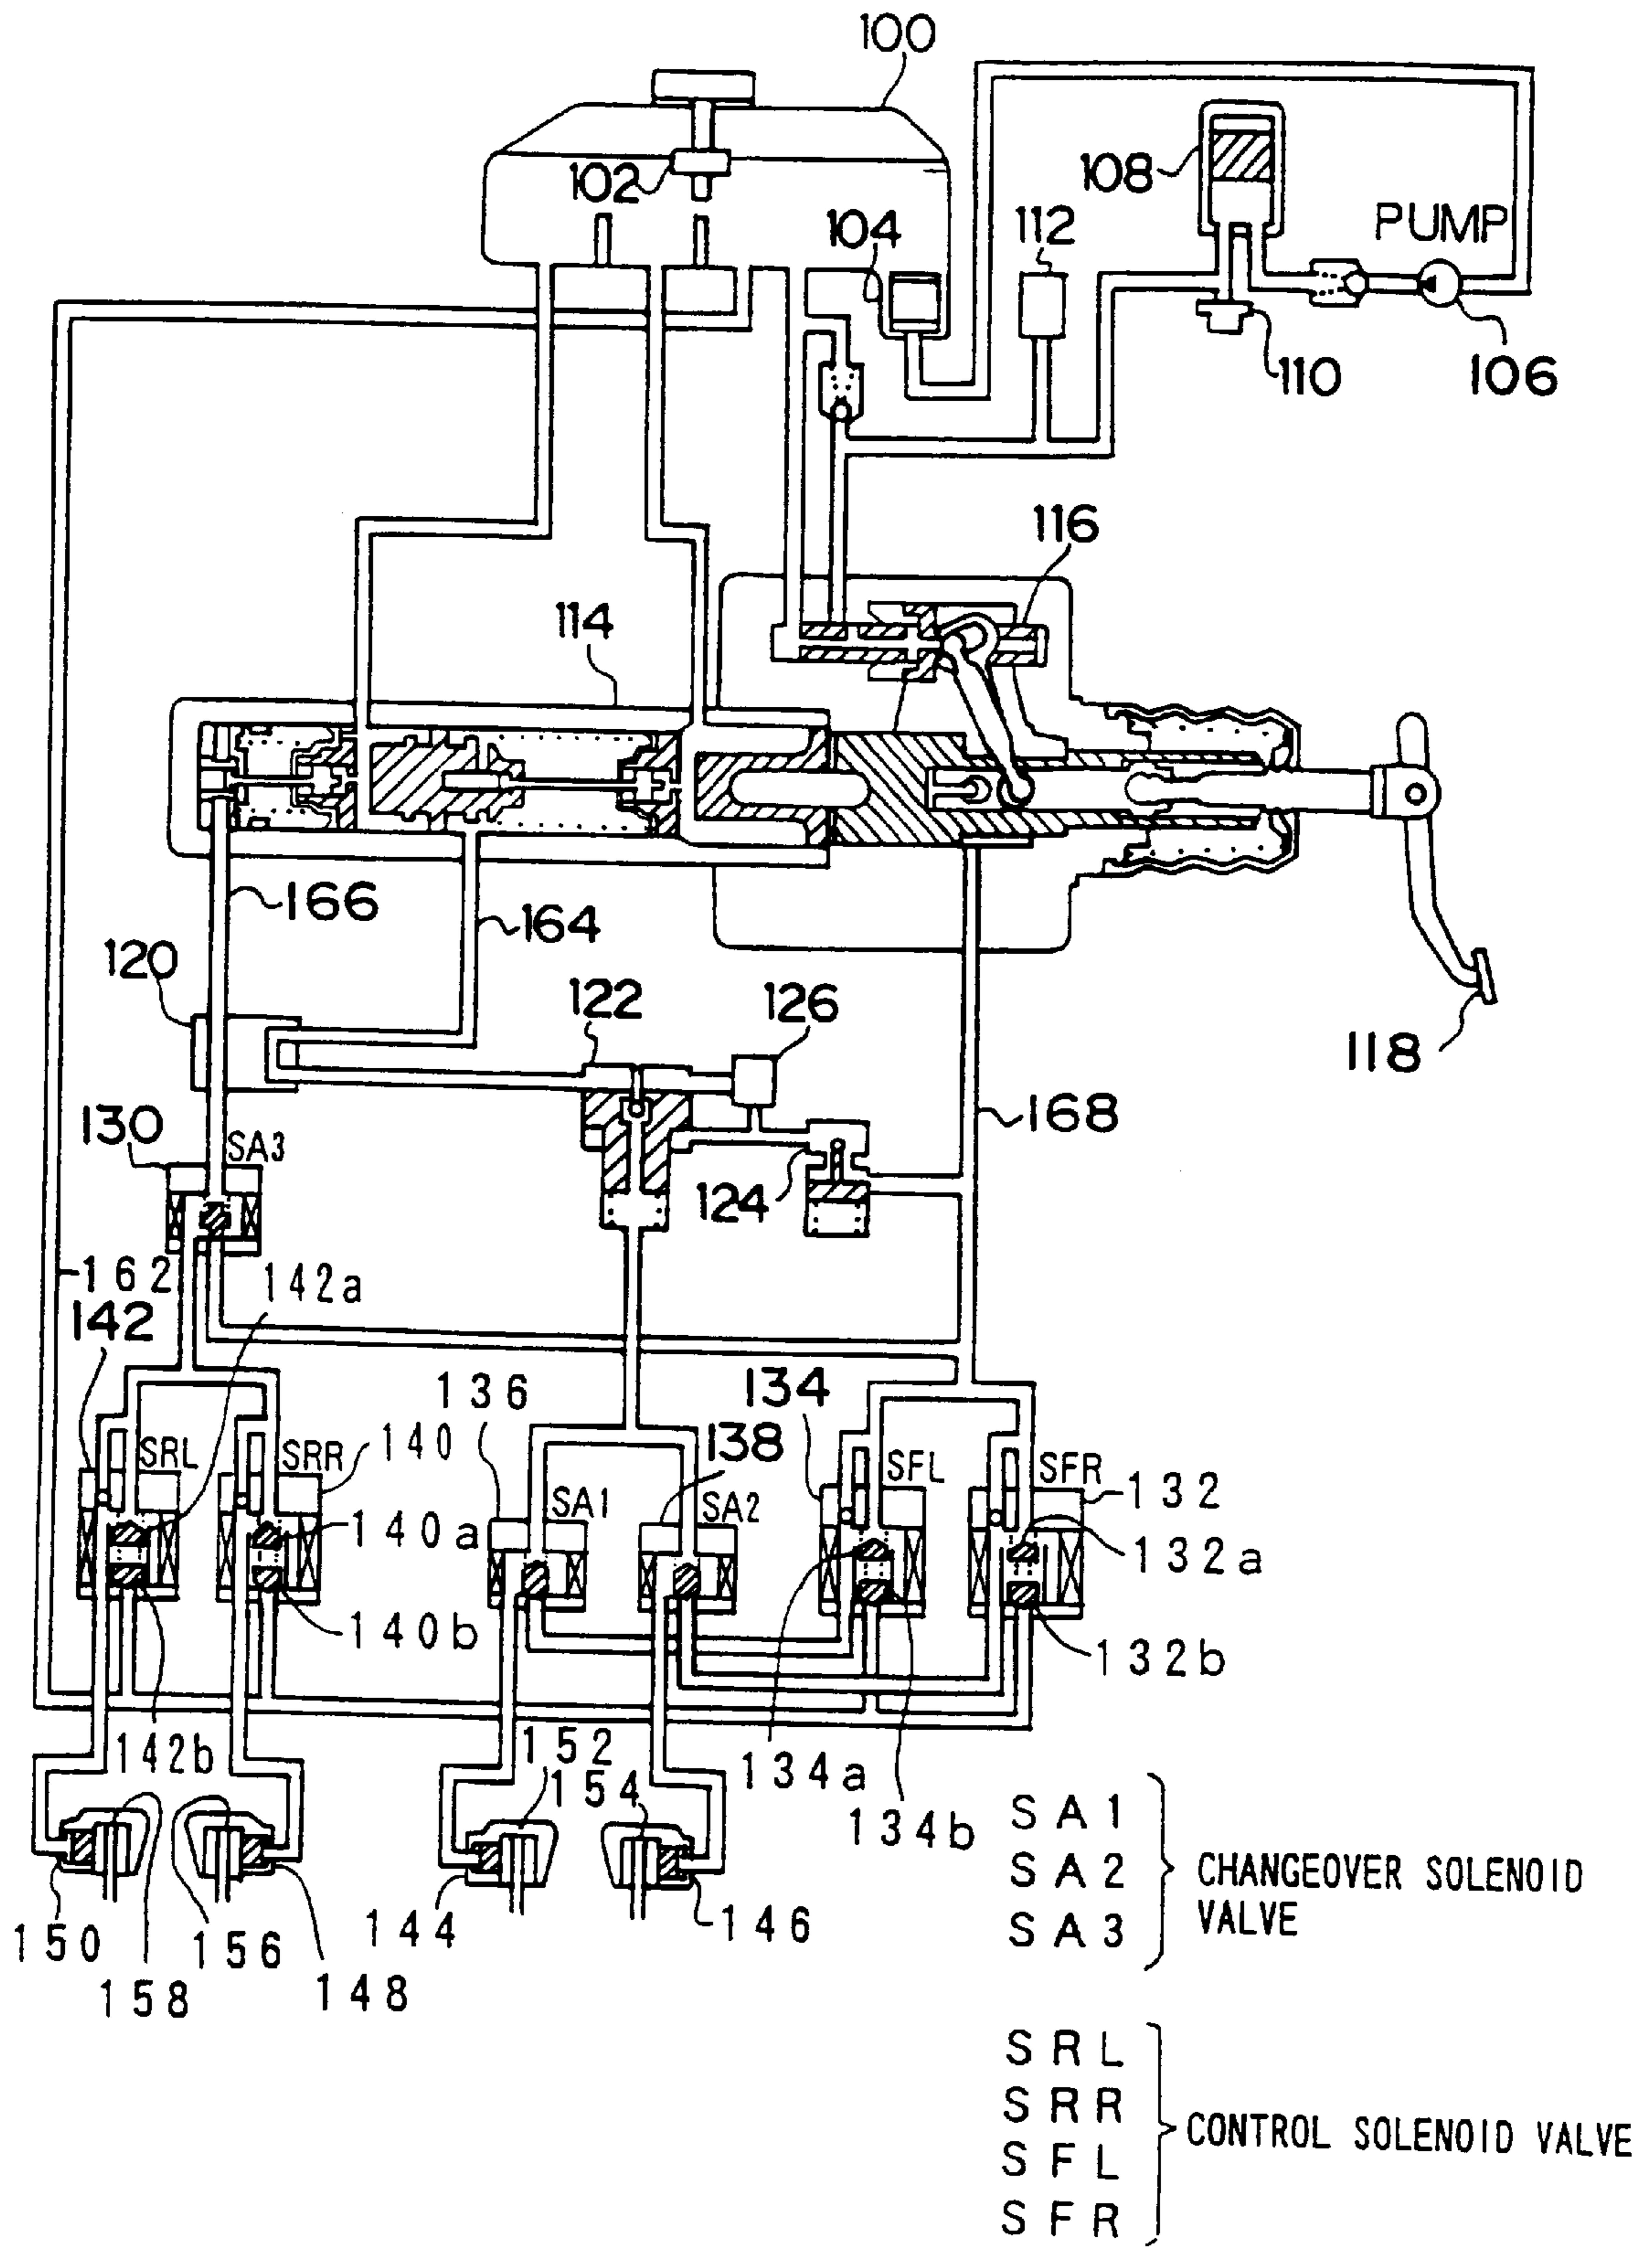 100
102
104
112
108
PUMP
110
106
116
114
166
164
118
120
122
126
130
SA3
168
124
162
142a
142
136
134
SRL
SRR
140
138
SFL
SFR
132
SA1
SA2
140a
132a
140b
132b
142b
152
154
134a
134b
150
158
156
148
144
146
SA1
SA2
SA3
CHANGEOVER SOLENOID
VALVE
SRL
SRR
SFL
SFR
CONTROL SOLENOID VALVE